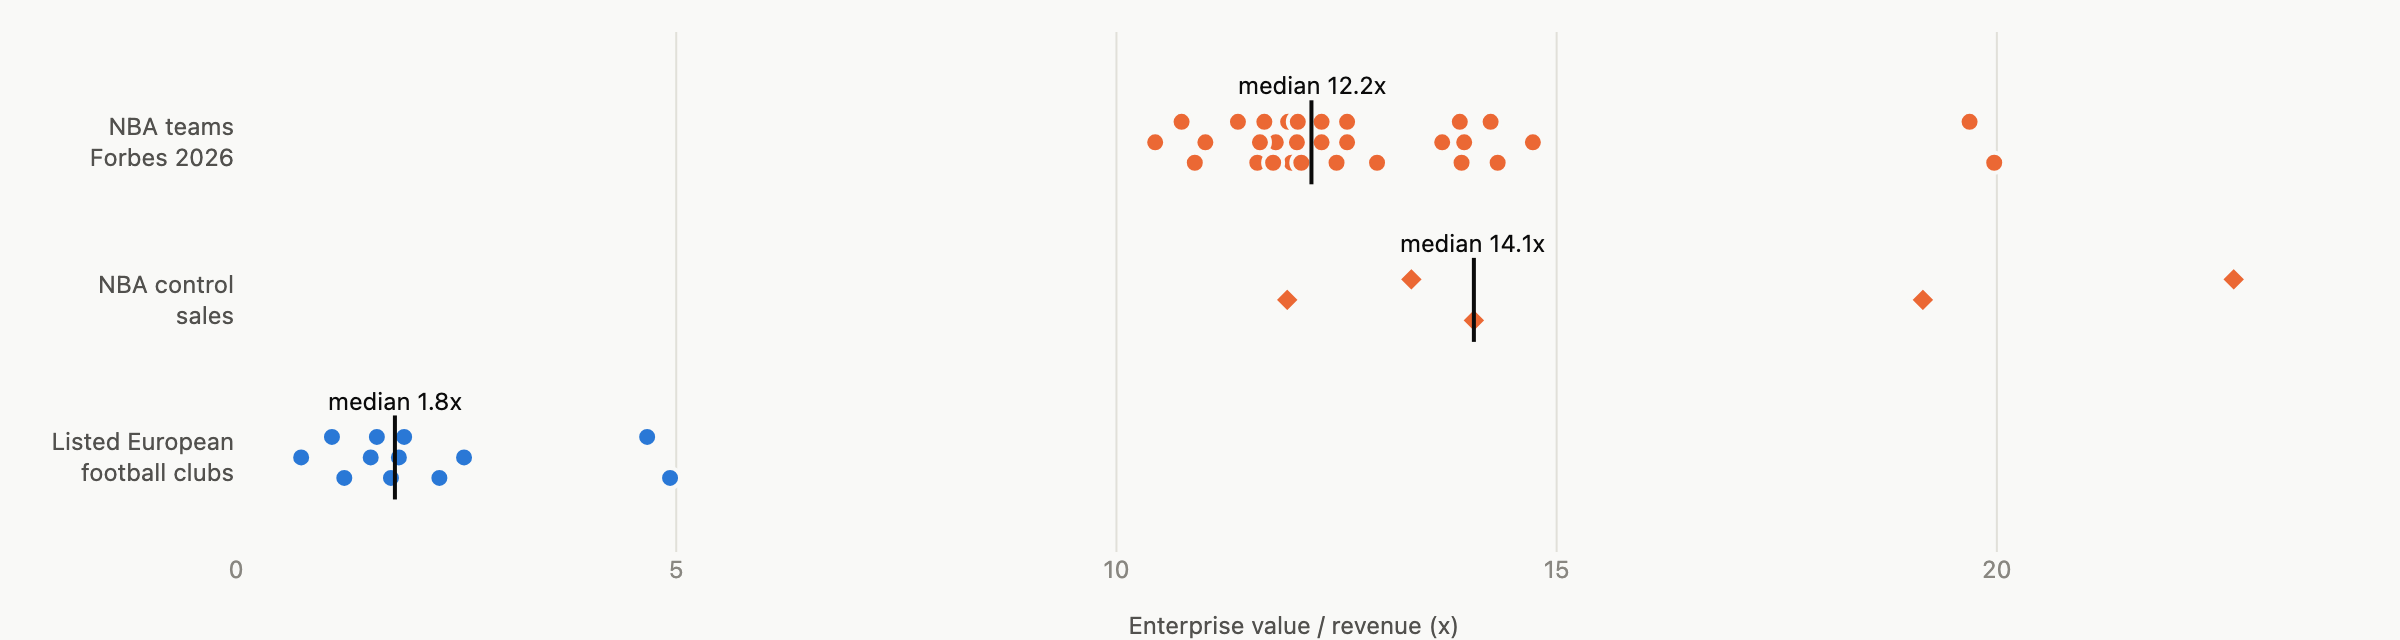 median 12.2x
NBA teams
Forbes 2026
median 14.1x
NBA control
sales
median 1.8x
Listed European
football clubs
0 5 10 15 20
Enterprise value / revenue (x)